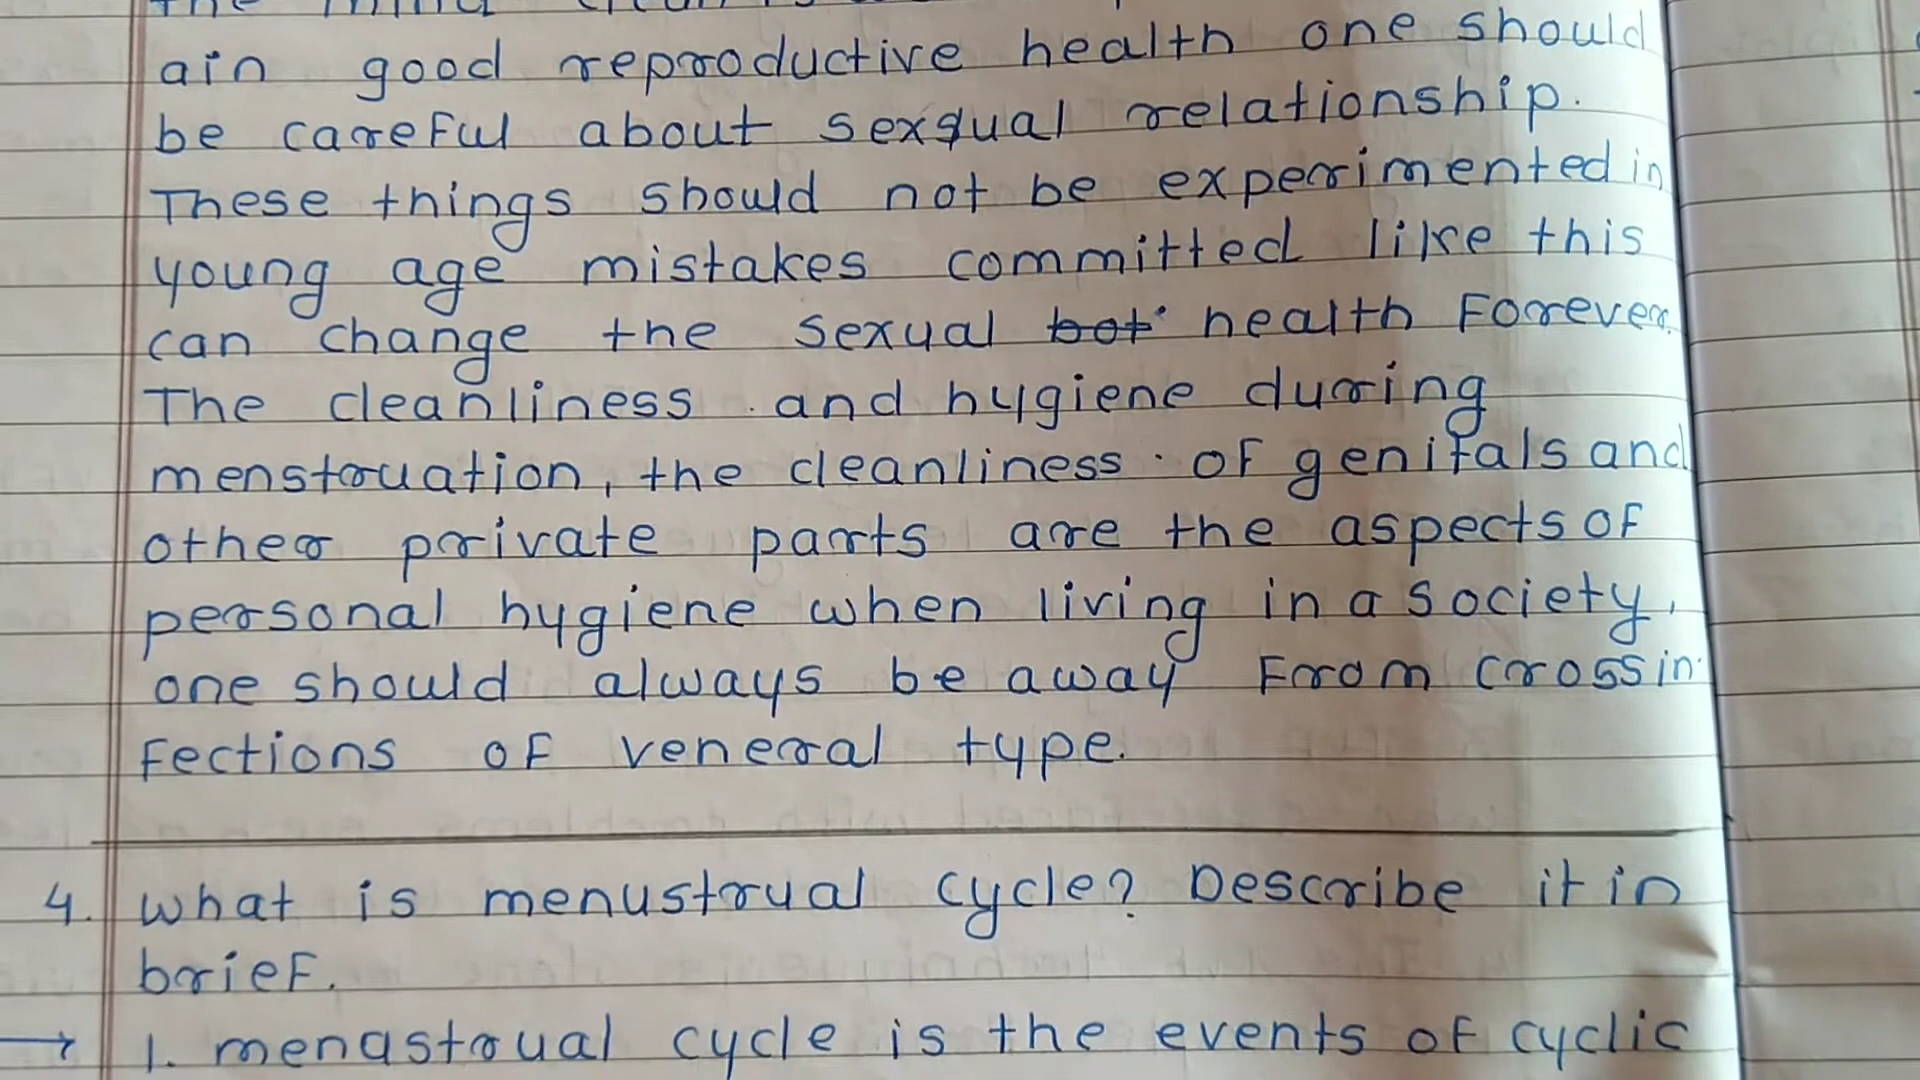 ain good reproductive health one should
be careful about sexual relationship.
These things should not be experimented in
young age mistakes committed like this
can change the sexual bot health Forever.
The cleanliness and hygiene during
menstruation, the cleanliness of genitals and
other private parts are the aspects of
personal hygiene when living in a society,
one should always be away From cross in
Fections of veneral type.
4. what is menustrual cycle? Describe it in
brief.
→ 1. menastrual cycle is the events of cyclic